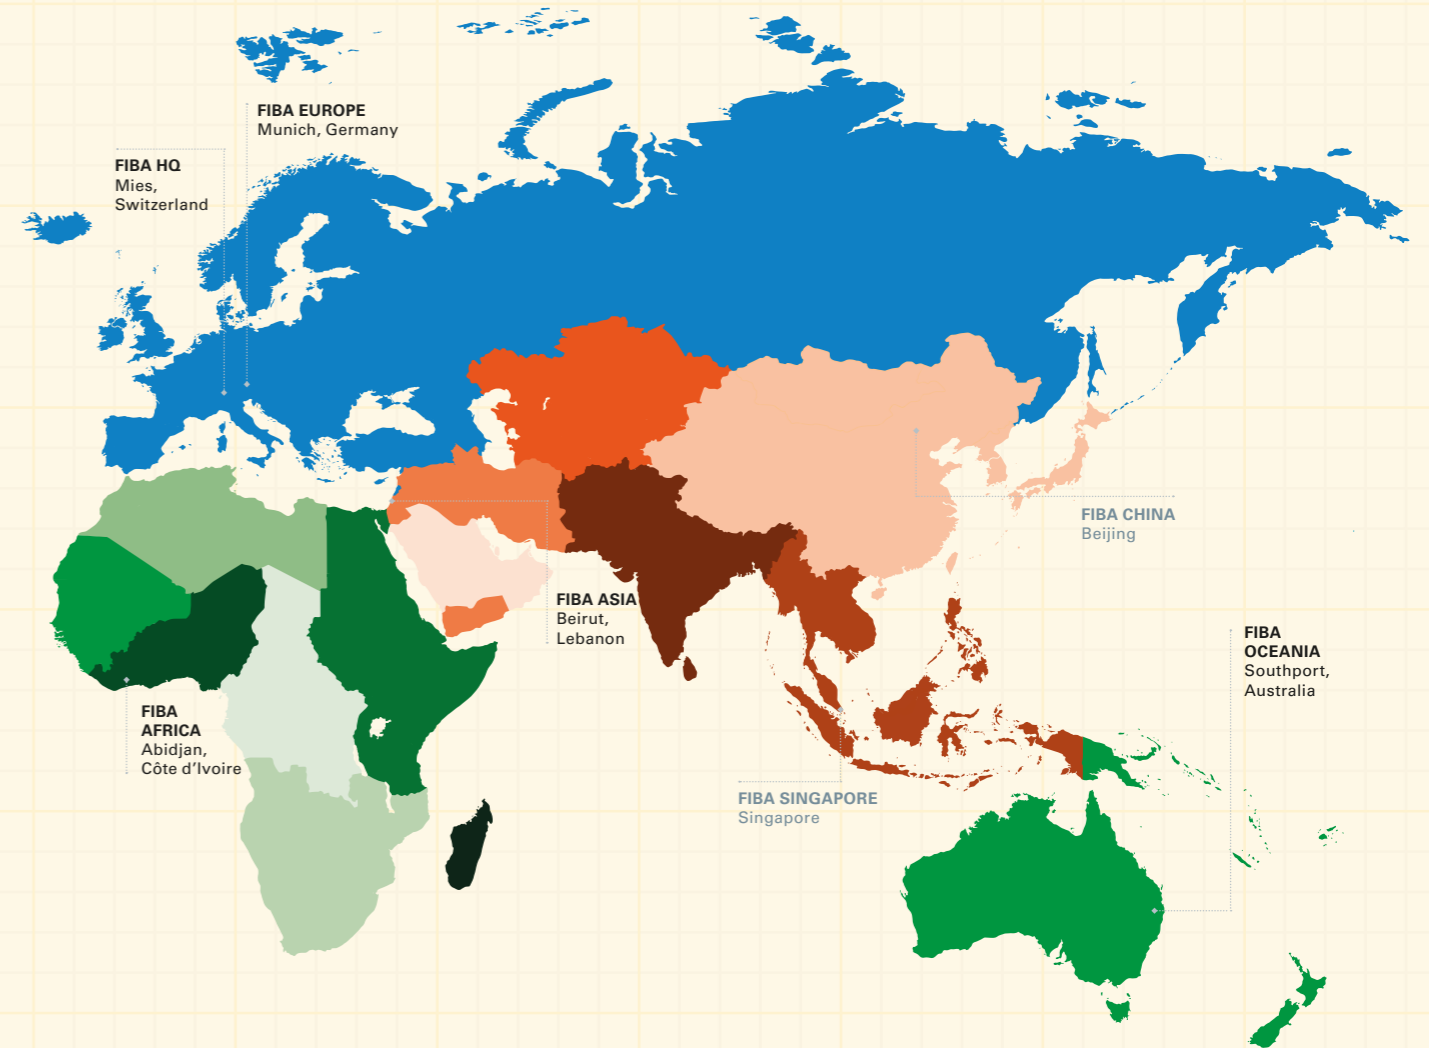 FIBA EUROPE
Munich, Germany
FIBA HQ
Mies,
Switzerland
FIBA CHINA
Beijing
FIBA ASIA
Beirut,
Lebanon
FIBA
OCEANIA
Southport,
Australia
FIBA
AFRICA
Abidjan,
Côte d’Ivoire
FIBA SINGAPORE
Singapore